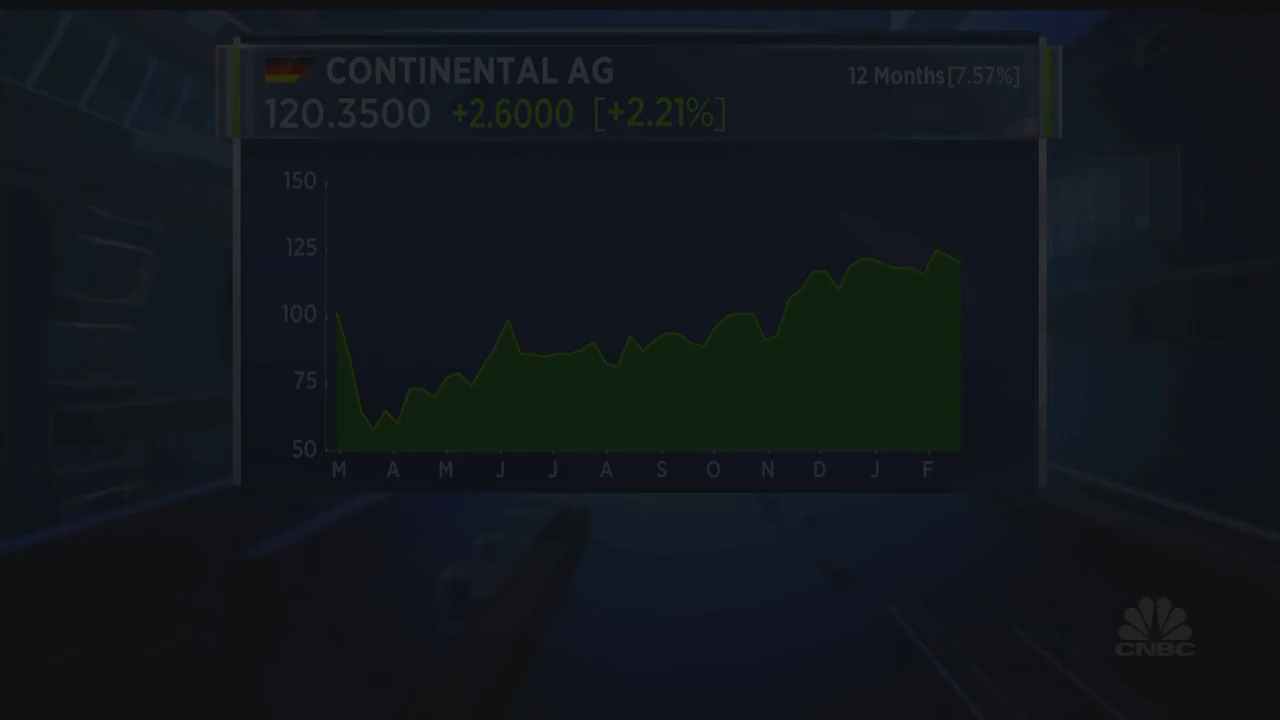 CONTINENTAL AG
12 Months[7.57%]
120.3500 +2.6000 [+2.21%]
150
125
100
75
50
M A M J J A S O N D J F
CNBC